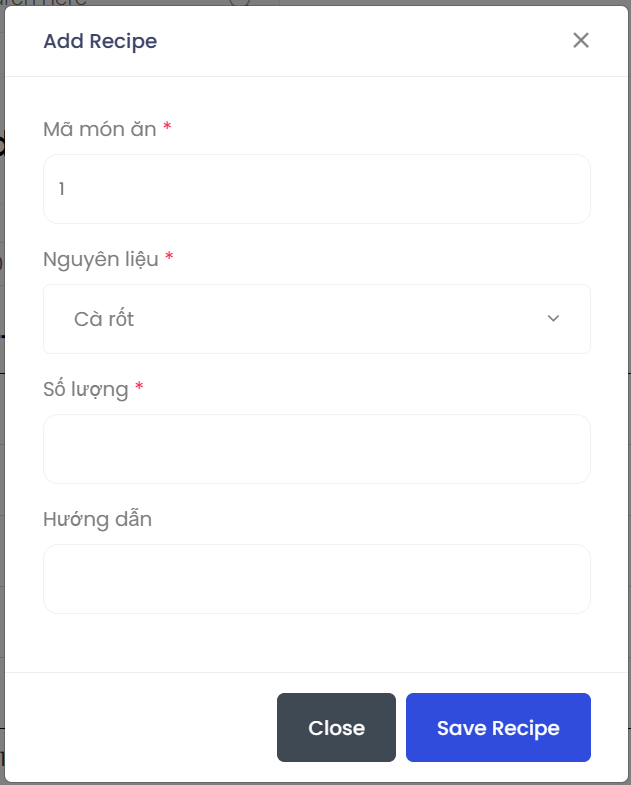 Add Recipe
Mã món ăn *
1
Nguyên liệu *
Cà rốt
Số lượng *
Hướng dẫn
Close
Save Recipe